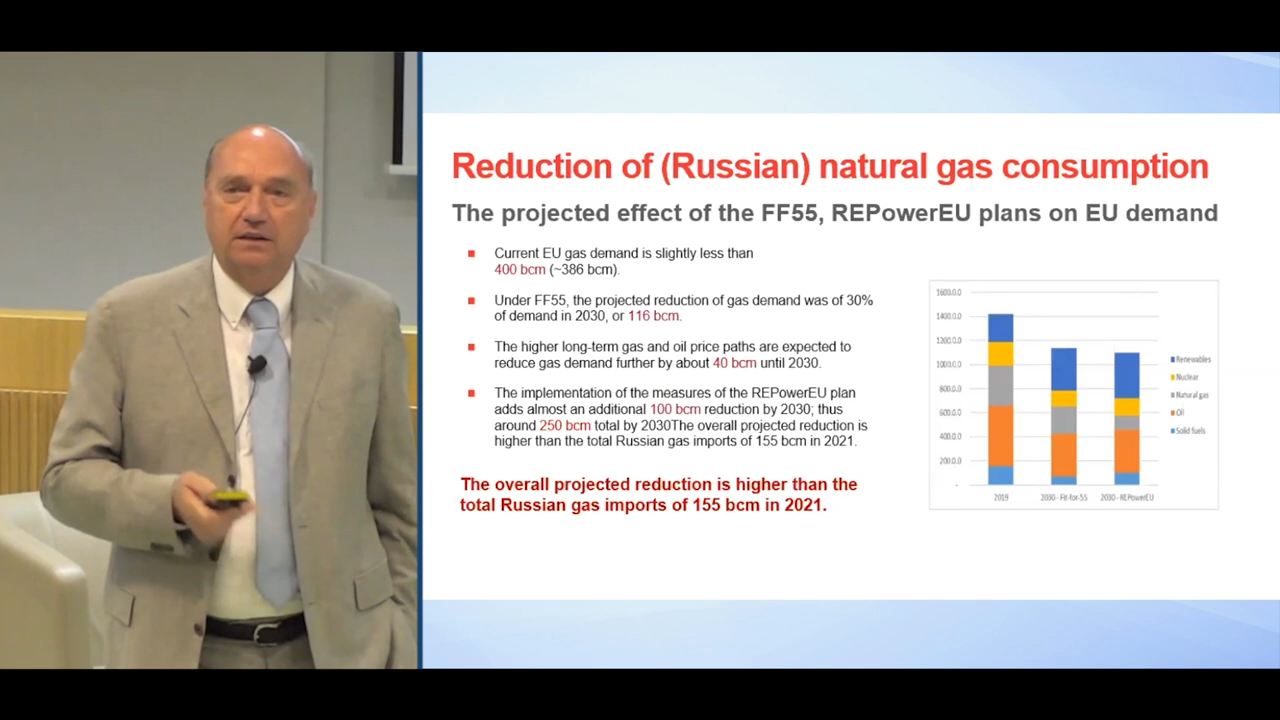 Reduction of (Russian) natural gas consumption
The projected effect of the FF55, REPowerEU plans on EU demand
Current EU gas demand is slightly less than
400 bcm (~386 bcm).
Under FF55, the projected reduction of gas demand was of 30%
of demand in 2030, or 116 bcm.
The higher long-term gas and oil price paths are expected to
reduce gas demand further by about 40 bcm until 2030.
The implementation of the measures of the REPowerEU plan
adds almost an additional 100 bcm reduction by 2030; thus
around 250 bcm total by 2030The overall projected reduction is
higher than the total Russian gas imports of 155 bcm in 2021.
The overall projected reduction is higher than the
total Russian gas imports of 155 bcm in 2021.
1600.0.0
1400.0.0
1200.0.0
1000.0.0
800.0.0
600.0.0
400.0.0
200.0.0
-
2019
2030 - Fit-for-55
2030 - REPowerEU
Renewables
Nuclear
Natural gas
Oil
Solid fuels